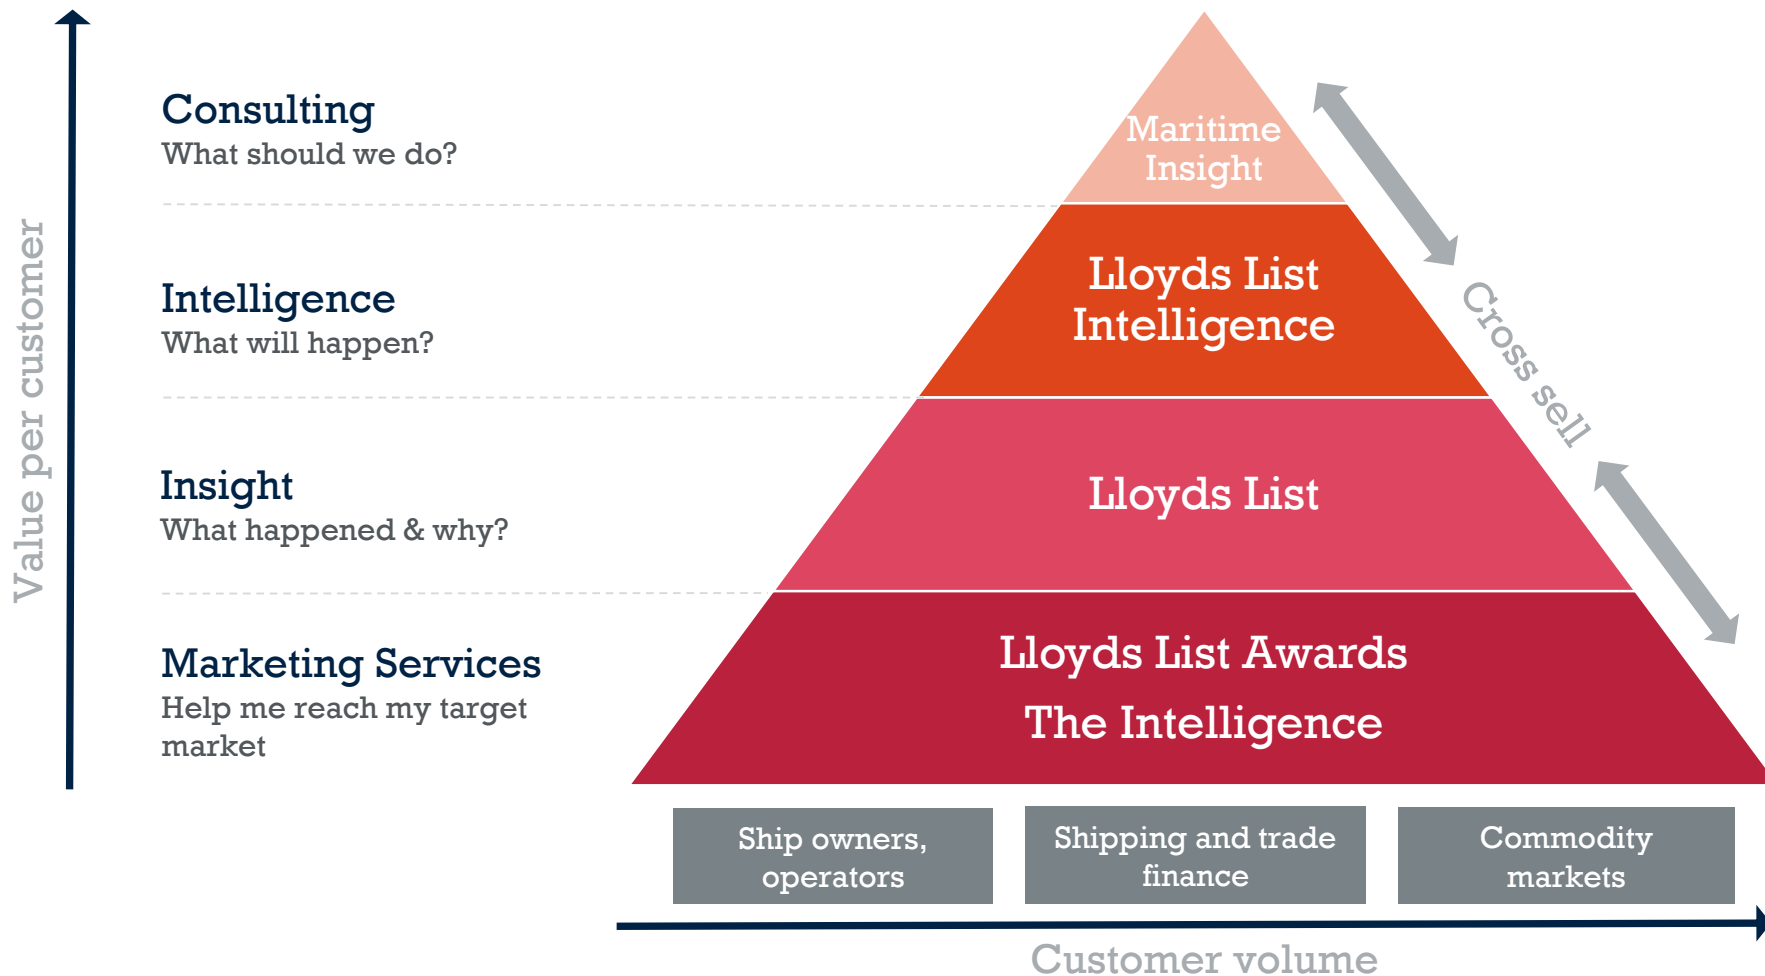 Value per customer
Consulting
What should we do?
Intelligence
What will happen?
Insight
What happened & why?
Marketing Services
Help me reach my target
market
Maritime
Insight
Lloyds List
Intelligence
Lloyds List
Lloyds List Awards
The Intelligence
Cross sell
Ship owners,
operators
Shipping and trade
finance
Commodity
markets
Customer volume